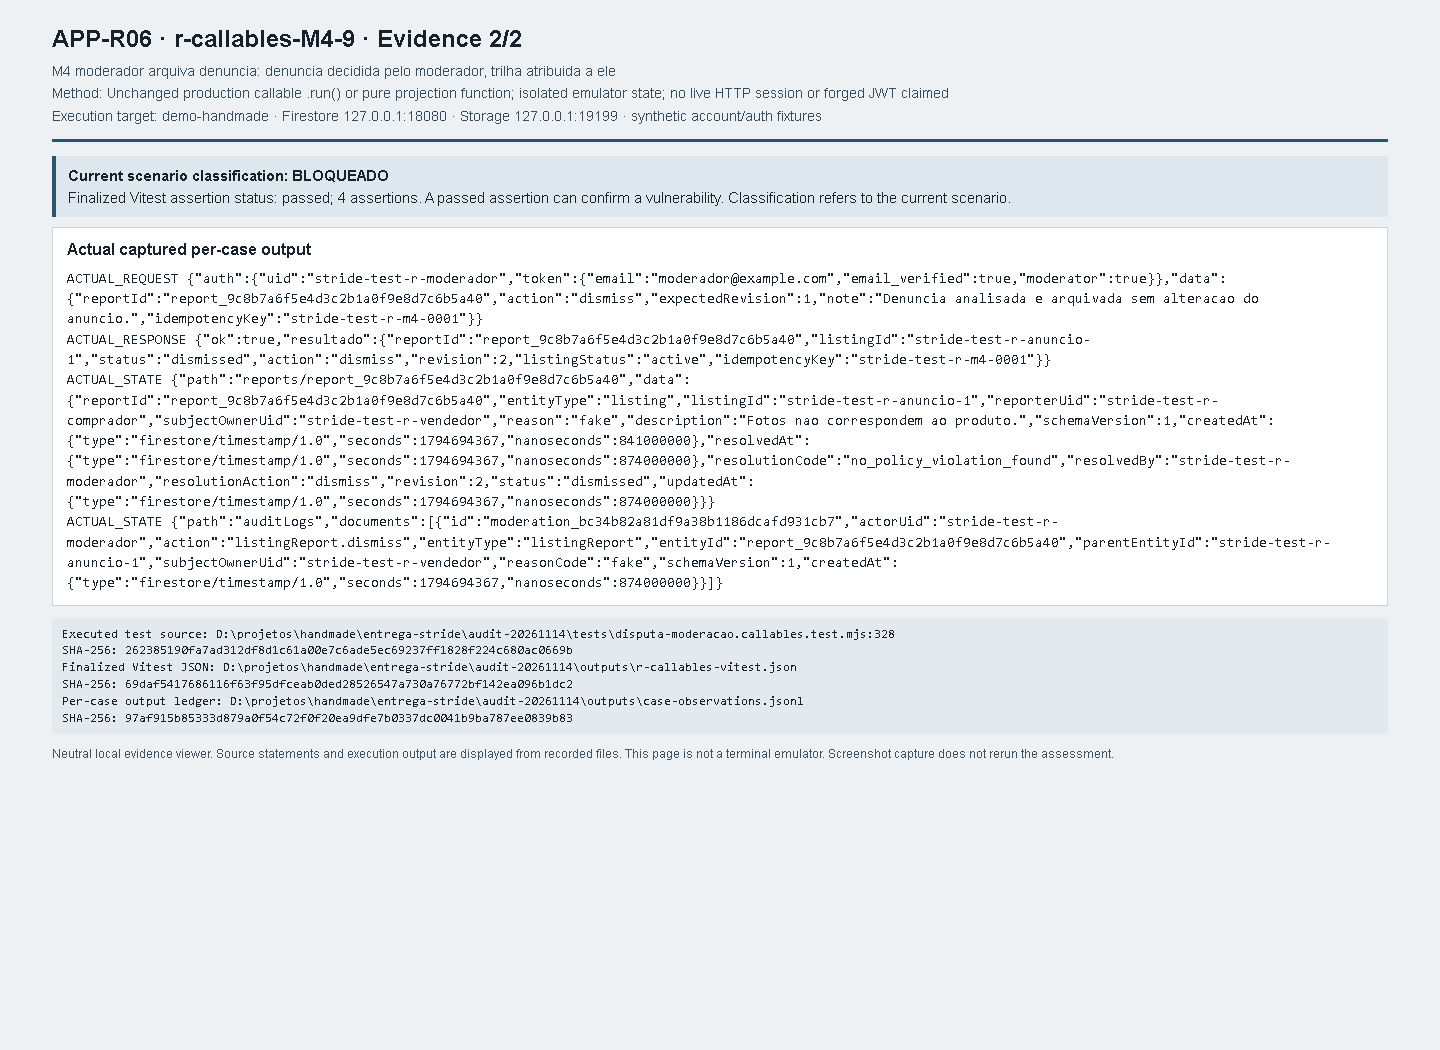 APP-R06 · r-callables-M4-9 · Evidence 2/2
M4 moderador arquiva denuncia: denuncia decidida pelo moderador, trilha atribuida a ele
Method: Unchanged production callable .run() or pure projection function; isolated emulator state; no live HTTP session or forged JWT claimed
Execution target: demo-handmade · Firestore 127.0.0.1:18080 · Storage 127.0.0.1:19199 · synthetic account/auth fixtures
Current scenario classification: BLOQUEADO
Finalized Vitest assertion status: passed; 4 assertions. A passed assertion can confirm a vulnerability. Classification refers to the current scenario.
Actual captured per-case output
ACTUAL_REQUEST {"auth":{"uid":"stride-test-r-moderador","token":{"email":"moderador@example.com","email_verified":true,"moderator":true}},"data":
{"reportId":"report_9c8b7a6f5e4d3c2b1a0f9e8d7c6b5a40","action":"dismiss","expectedRevision":1,"note":"Denuncia analisada e arquivada sem alteracao do
anuncio.","idempotencyKey":"stride-test-r-m4-0001"}}
ACTUAL_RESPONSE {"ok":true,"resultado":{"reportId":"report_9c8b7a6f5e4d3c2b1a0f9e8d7c6b5a40","listingId":"stride-test-r-anuncio-
1","status":"dismissed","action":"dismiss","revision":2,"listingStatus":"active","idempotencyKey":"stride-test-r-m4-0001"}}
ACTUAL_STATE {"path":"reports/report_9c8b7a6f5e4d3c2b1a0f9e8d7c6b5a40","data":
{"reportId":"report_9c8b7a6f5e4d3c2b1a0f9e8d7c6b5a40","entityType":"listing","listingId":"stride-test-r-anuncio-1","reporterUid":"stride-test-r-
comprador","subjectOwnerUid":"stride-test-r-vendedor","reason":"fake","description":"Fotos nao correspondem ao produto.","schemaVersion":1,"createdAt":
{"type":"firestore/timestamp/1.0","seconds":1794694367,"nanoseconds":841000000},"resolvedAt":
{"type":"firestore/timestamp/1.0","seconds":1794694367,"nanoseconds":874000000},"resolutionCode":"no_policy_violation_found","resolvedBy":"stride-test-r-
moderador","resolutionAction":"dismiss","revision":2,"status":"dismissed","updatedAt":
{"type":"firestore/timestamp/1.0","seconds":1794694367,"nanoseconds":874000000}}}
ACTUAL_STATE {"path":"auditLogs","documents":[{"id":"moderation_bc34b82a81df9a38b1186dcafd931cb7","actorUid":"stride-test-r-
moderador","action":"listingReport.dismiss","entityType":"listingReport","entityId":"report_9c8b7a6f5e4d3c2b1a0f9e8d7c6b5a40","parentEntityId":"stride-test-r-
anuncio-1","subjectOwnerUid":"stride-test-r-vendedor","reasonCode":"fake","schemaVersion":1,"createdAt":
{"type":"firestore/timestamp/1.0","seconds":1794694367,"nanoseconds":874000000}}]}
Executed test source: D:\projetos\handmade\entrega-stride\audit-20261114\tests\disputa-moderacao.callables.test.mjs:328
SHA-256: 262385190fa7ad312df8d1c61a00e7c6ade5ec69237ff1828f224c680ac0669b
Finalized Vitest JSON: D:\projetos\handmade\entrega-stride\audit-20261114\outputs\r-callables-vitest.json
SHA-256: 69daf5417686116f63f95dfceab0ded28526547a730a76772bf142ea096b1dc2
Per-case output ledger: D:\projetos\handmade\entrega-stride\audit-20261114\outputs\case-observations.jsonl
SHA-256: 97af915b85333d879a0f54c72f0f20ea9dfe7b0337dc0041b9ba787ee0839b83
Neutral local evidence viewer. Source statements and execution output are displayed from recorded files. This page is not a terminal emulator. Screenshot capture does not rerun the assessment.